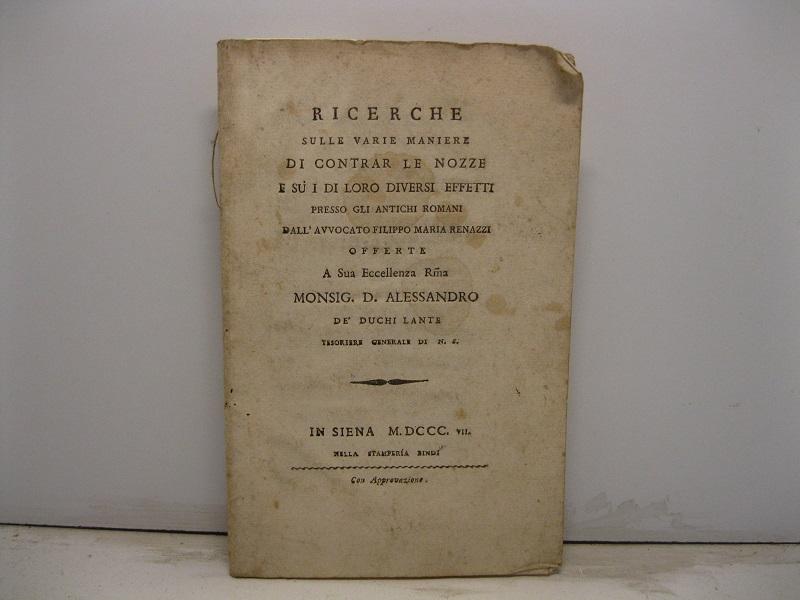 RICERCHE
SULLE VARIE MANIERE
DI CONTRAR LE NOZZE
E SU I DI LORO DIVERSI EFFETTI
PRESSO GLI ANTICHI ROMANI
DALL' AVVOCATO FILIPPO MARIA RENAZZI
OFFERTE
A Sua Eccellenza Rm̃a
MONSIG. D. ALESSANDRO
DE' DUCHI LANTE
TESORIERE GENERALE DI N. S.
IN SIENA M.DCCC. VII.
NELLA STAMPERÍA BINDI
Con Approvazione.